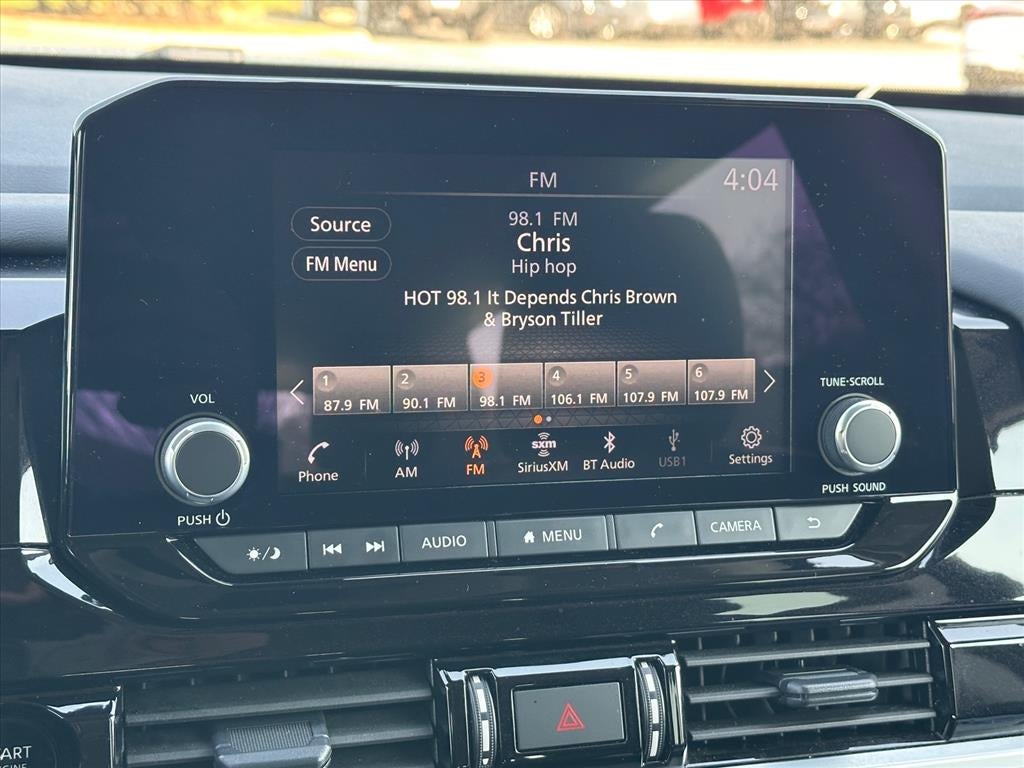 FM
4:04
Source
98.1 FM
Chris
FM Menu
Hip hop
HOT 98.1 It Depends Chris Brown
& Bryson Tiller
1 2 3 4 5 6
87.9 FM 90.1 FM 98.1 FM 106.1 FM 107.9 FM 107.9 FM
Phone AM FM SiriusXM BT Audio USB1 Settings
sxm
VOL
PUSH
TUNE·SCROLL
PUSH SOUND
AUDIO MENU CAMERA
START
ENGINE